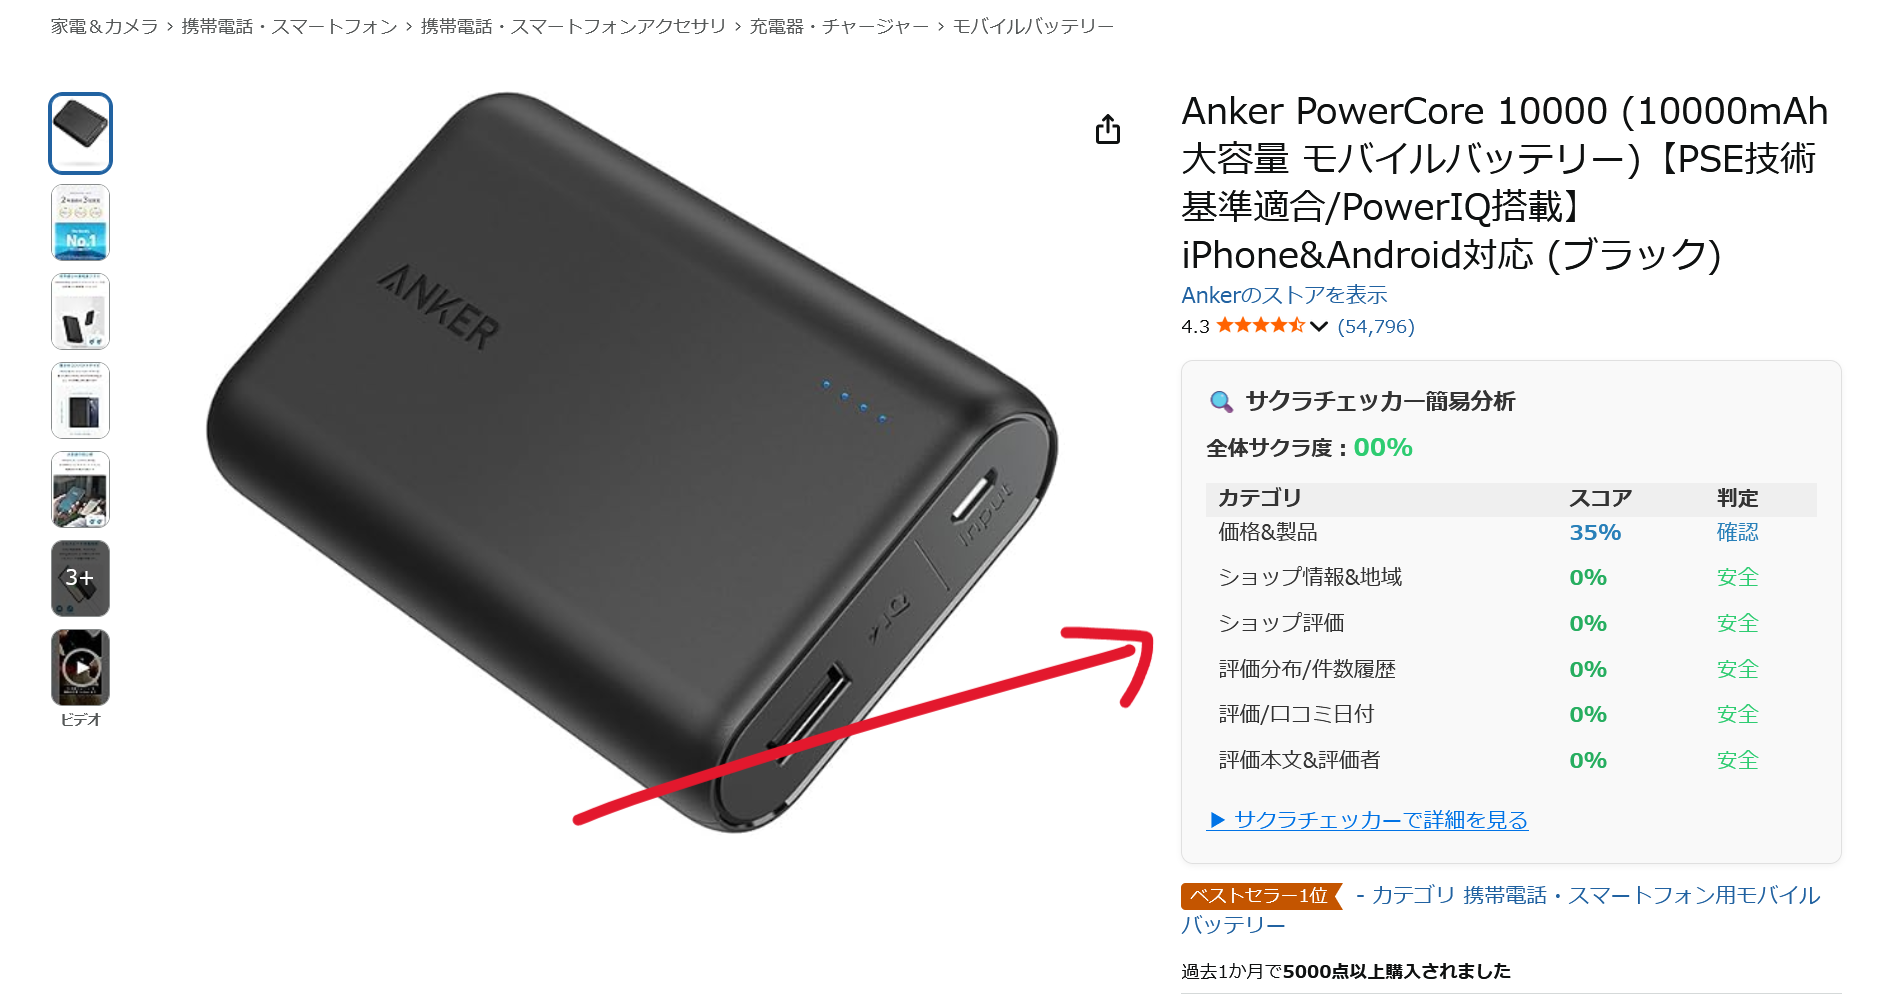 家電＆カメラ › 携帯電話・スマートフォン › 携帯電話・スマートフォンアクセサリ › 充電器・チャージャー › モバイルバッテリー
No.1
3+
ビデオ
ANKER
Input
IQ
Anker PowerCore 10000 (10000mAh
大容量 モバイルバッテリー)【PSE技術
基準適合/PowerIQ搭載】
iPhone&Android対応 (ブラック)
Ankerのストアを表示
4.3 (54,796)
サクラチェッカー簡易分析
全体サクラ度：00%
カテゴリ スコア 判定
価格&製品 35% 確認
ショップ情報&地域 0% 安全
ショップ評価 0% 安全
評価分布/件数履歴 0% 安全
評価/口コミ日付 0% 安全
評価本文&評価者 0% 安全
▶ サクラチェッカーで詳細を見る
ベストセラー1位 - カテゴリ 携帯電話・スマートフォン用モバイル
バッテリー
過去1か月で5000点以上購入されました